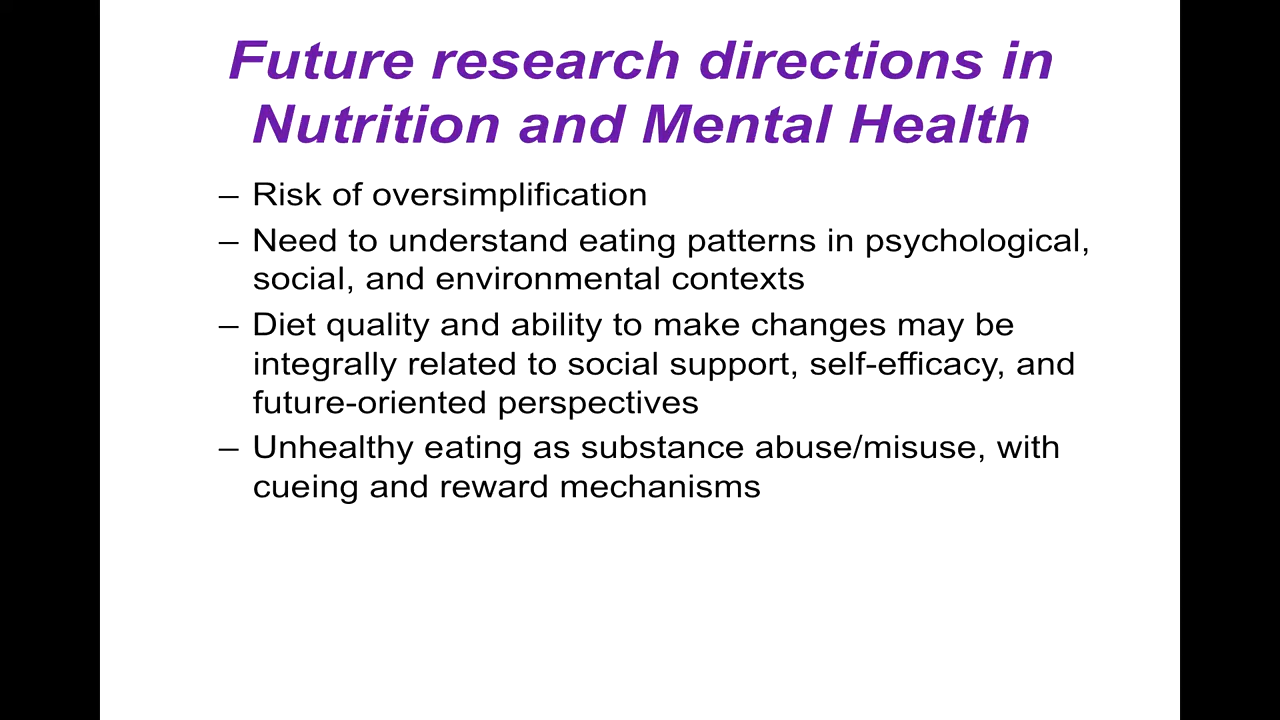 Future research directions in
Nutrition and Mental Health
– Risk of oversimplification
– Need to understand eating patterns in psychological,
social, and environmental contexts
– Diet quality and ability to make changes may be
integrally related to social support, self-efficacy, and
future-oriented perspectives
– Unhealthy eating as substance abuse/misuse, with
cueing and reward mechanisms